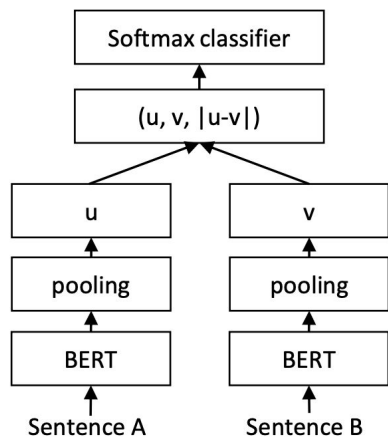 Softmax classifier
(u, v, |u-v|)
u
v
pooling
pooling
BERT
BERT
Sentence A
Sentence B